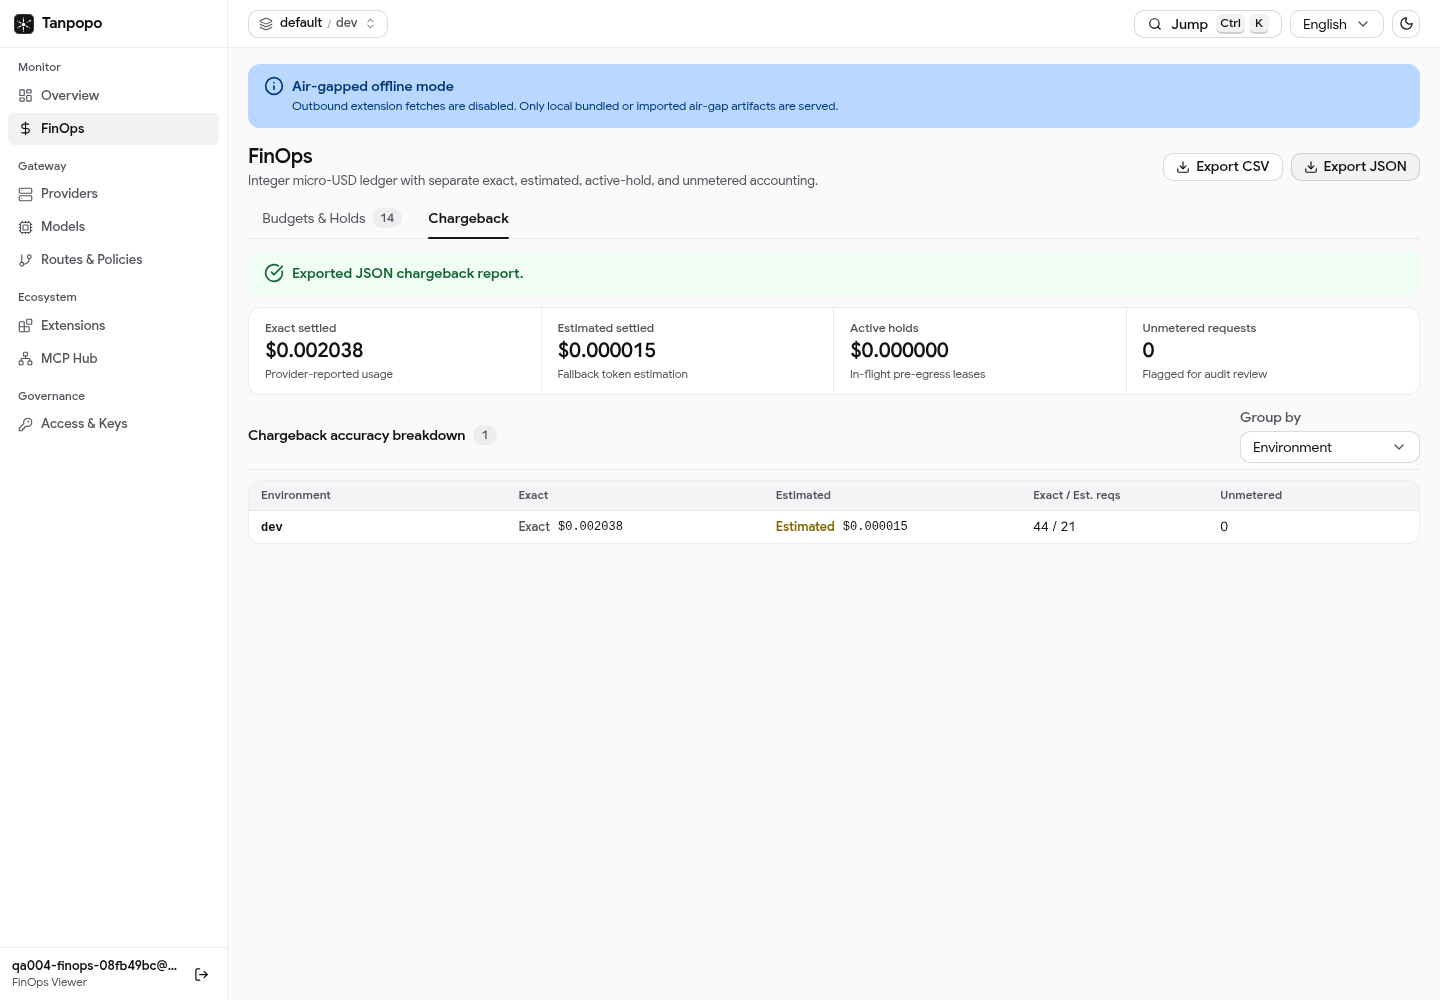 Tanpopo
default / dev
Jump Ctrl K
English
Monitor
Overview
FinOps
Gateway
Providers
Models
Routes & Policies
Ecosystem
Extensions
MCP Hub
Governance
Access & Keys
qa004-finops-08fb49bc@...
FinOps Viewer
Air-gapped offline mode
Outbound extension fetches are disabled. Only local bundled or imported air-gap artifacts are served.
FinOps
Integer micro-USD ledger with separate exact, estimated, active-hold, and unmetered accounting.
Export CSV
Export JSON
Budgets & Holds 14
Chargeback
Exported JSON chargeback report.
Exact settled
$0.002038
Provider-reported usage
Estimated settled
$0.000015
Fallback token estimation
Active holds
$0.000000
In-flight pre-egress leases
Unmetered requests
0
Flagged for audit review
Chargeback accuracy breakdown 1
Group by
Environment
Environment Exact Estimated Exact / Est. reqs Unmetered
dev Exact $0.002038 Estimated $0.000015 44 / 21 0